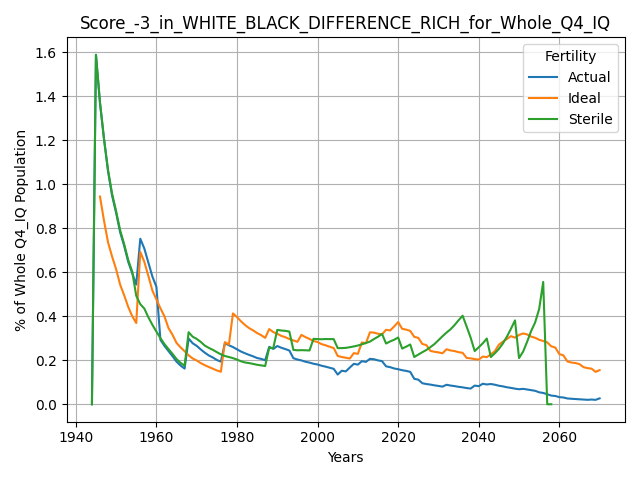 Score_-3_in_WHITE_BLACK_DIFFERENCE_RICH_for_Whole_Q4_IQ
Fertility
Actual
Ideal
Sterile
% of Whole Q4_IQ Population
1.6
1.4
1.2
1.0
0.8
0.6
0.4
0.2
0.0
1940 1960 1980 2000 2020 2040 2060
Years